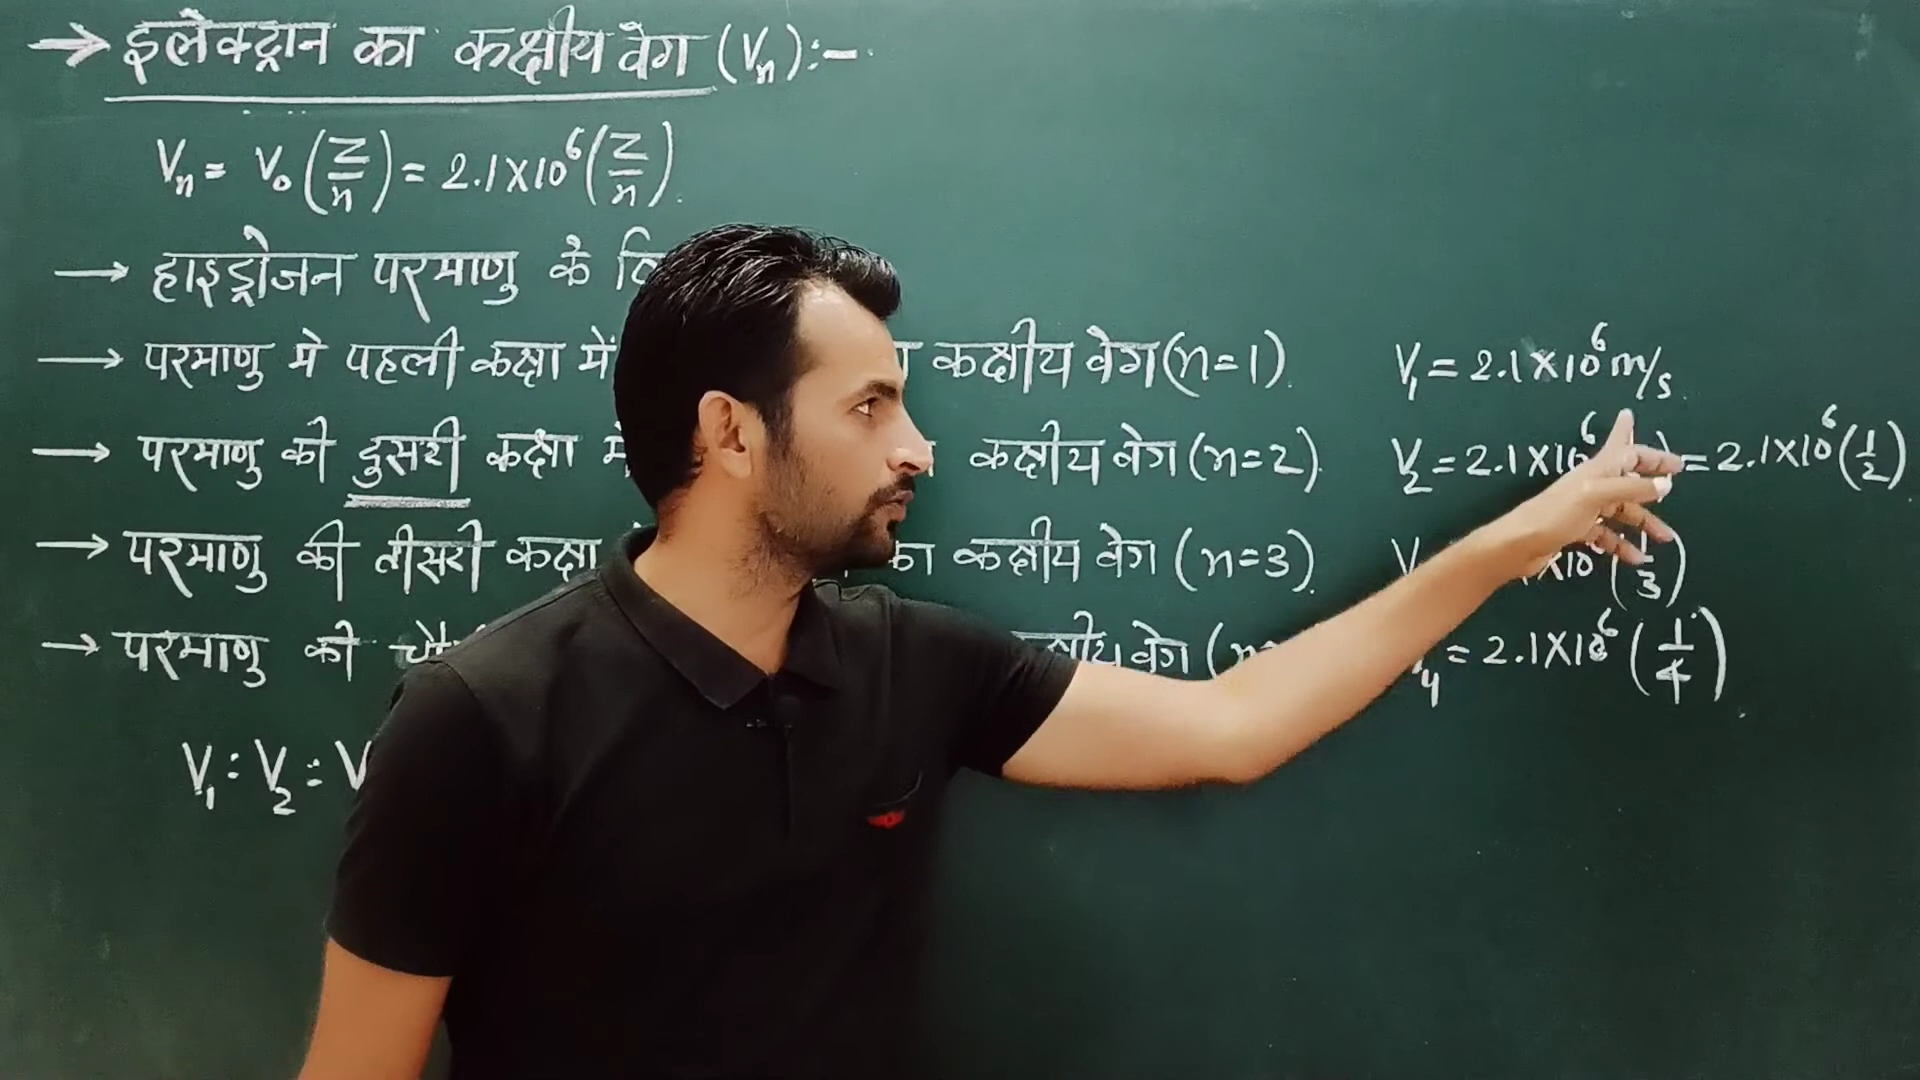 → इलेक्ट्रान का कक्षीय वेग (Vₙ):-
Vₙ = V₀ (Z/n) = 2.1×10⁶ (Z/n).
→ हाइड्रोजन परमाणु के
→ परमाणु मे पहली कक्षा में कक्षीय वेग (n=1). V₁ = 2.1×10⁶ m/s.
→ परमाणु की दुसरी कक्षा कक्षीय वेग (n=2). V₂ = 2.1×10⁶ = 2.1×10⁶ (1/2).
→ परमाणु की तीसरी कक्षा का कक्षीय वेग (n=3). ×10 (1/3)
→ परमाणु की वेग ₄ = 2.1×10⁶ (1/4).
V₁ : V₂ : V